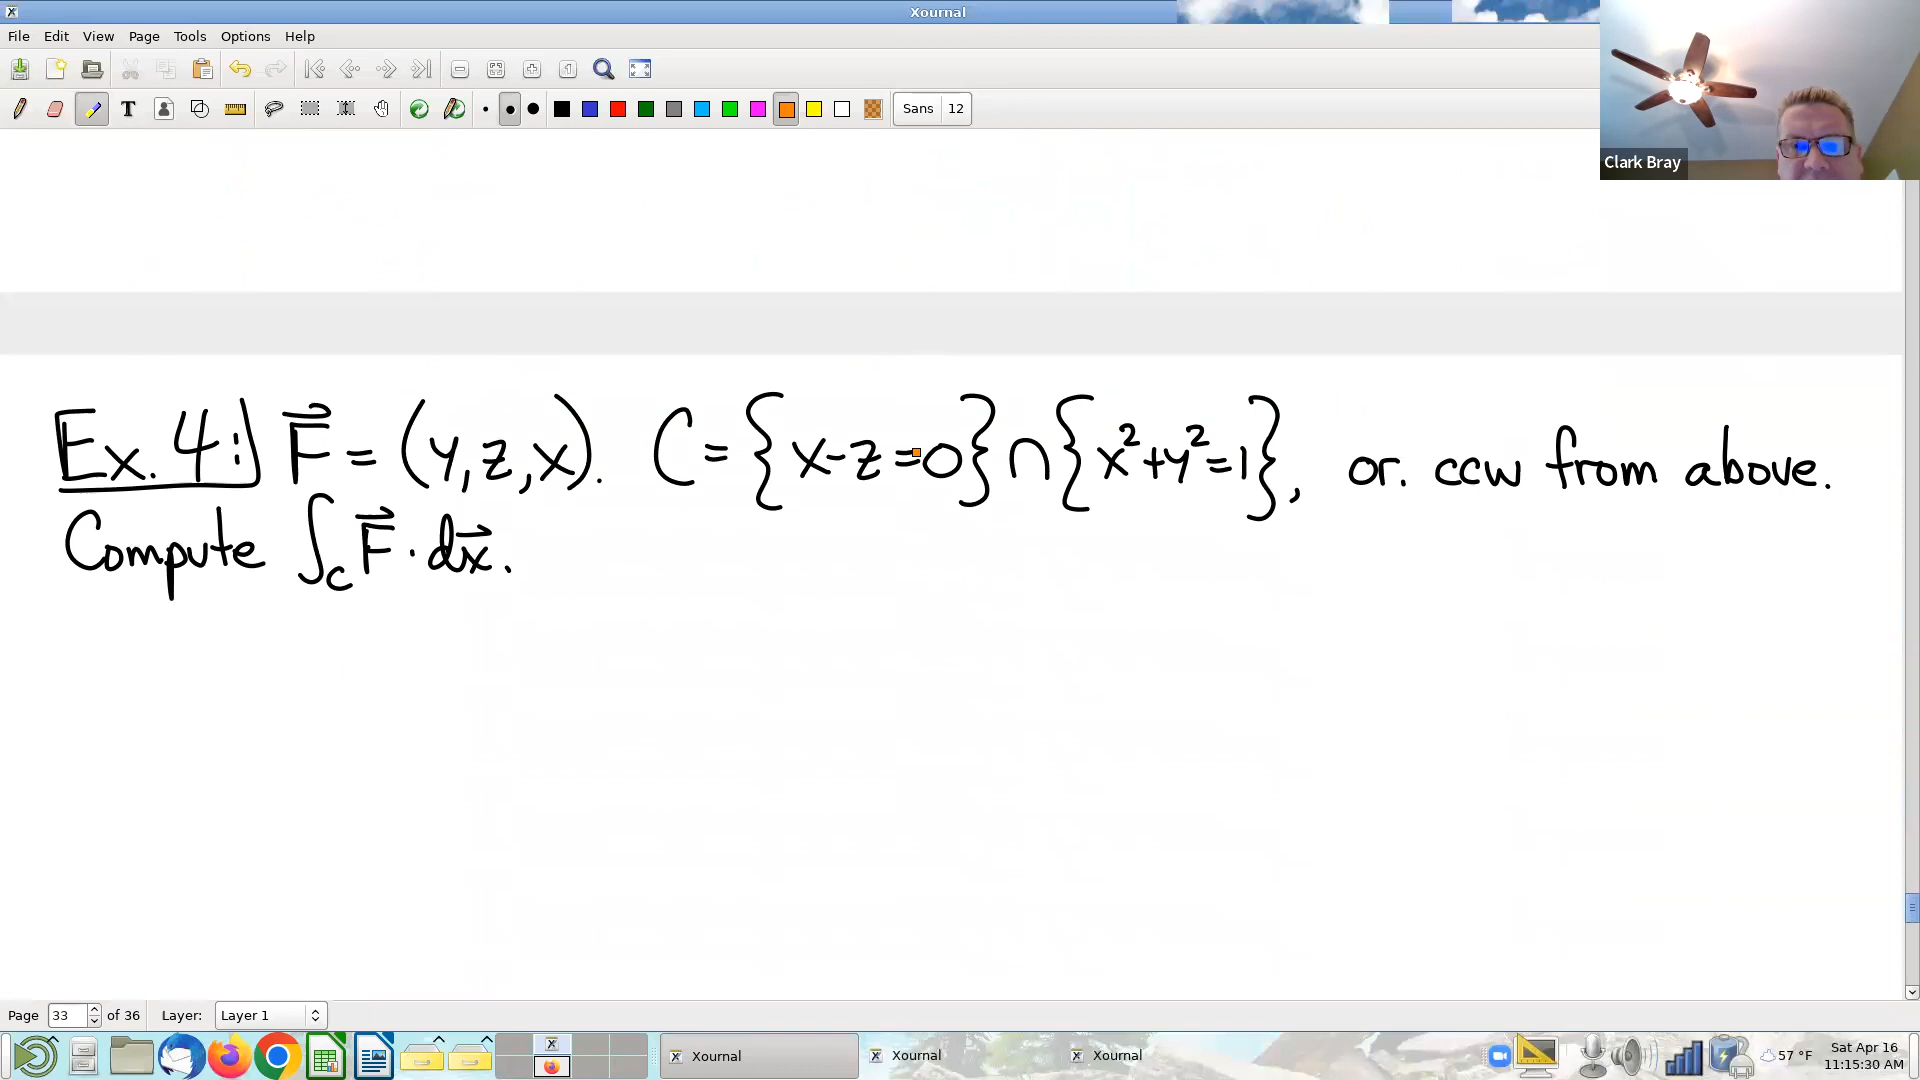 Xournal
File Edit View Page Tools Options Help
T Sans 12
Clark Bray
Ex. 4: F⃗ = (y, z, x). C = {x-z=0} ∩ {x²+y²=1}, or. ccw from above.
Compute ∫_C F⃗ · dx⃗.
Page 33 of 36 Layer: Layer 1
Xournal Xournal Xournal 57 °F Sat Apr 16
11:15:30 AM